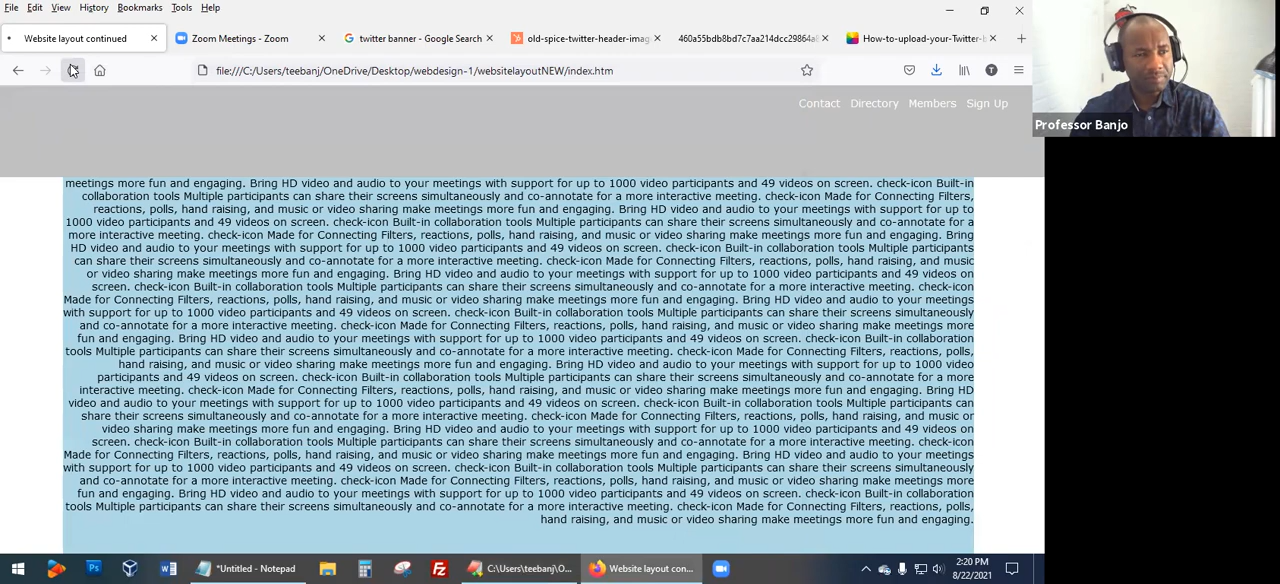 File Edit View History Bookmarks Tools Help
Website layout continued
Zoom Meetings - Zoom
twitter banner - Google Search
old-spice-twitter-header-imag
460a55bdb8bd7c7aa214dcc29864a8
How-to-upload-your-Twitter-b
file:///C:/Users/teebanj/OneDrive/Desktop/webdesign-1/websitelayoutNEW/index.htm
T
Contact Directory Members Sign Up
Professor Banjo
meetings more fun and engaging. Bring HD video and audio to your meetings with support for up to 1000 video participants and 49 videos on screen. check-icon Built-in
collaboration tools Multiple participants can share their screens simultaneously and co-annotate for a more interactive meeting. check-icon Made for Connecting Filters,
reactions, polls, hand raising, and music or video sharing make meetings more fun and engaging. Bring HD video and audio to your meetings with support for up to
1000 video participants and 49 videos on screen. check-icon Built-in collaboration tools Multiple participants can share their screens simultaneously and co-annotate for a
more interactive meeting. check-icon Made for Connecting Filters, reactions, polls, hand raising, and music or video sharing make meetings more fun and engaging. Bring
HD video and audio to your meetings with support for up to 1000 video participants and 49 videos on screen. check-icon Built-in collaboration tools Multiple participants
can share their screens simultaneously and co-annotate for a more interactive meeting. check-icon Made for Connecting Filters, reactions, polls, hand raising, and music
or video sharing make meetings more fun and engaging. Bring HD video and audio to your meetings with support for up to 1000 video participants and 49 videos on
screen. check-icon Built-in collaboration tools Multiple participants can share their screens simultaneously and co-annotate for a more interactive meeting. check-icon
Made for Connecting Filters, reactions, polls, hand raising, and music or video sharing make meetings more fun and engaging. Bring HD video and audio to your meetings
with support for up to 1000 video participants and 49 videos on screen. check-icon Built-in collaboration tools Multiple participants can share their screens simultaneously
and co-annotate for a more interactive meeting. check-icon Made for Connecting Filters, reactions, polls, hand raising, and music or video sharing make meetings more
fun and engaging. Bring HD video and audio to your meetings with support for up to 1000 video participants and 49 videos on screen. check-icon Built-in collaboration
tools Multiple participants can share their screens simultaneously and co-annotate for a more interactive meeting. check-icon Made for Connecting Filters, reactions, polls,
hand raising, and music or video sharing make meetings more fun and engaging. Bring HD video and audio to your meetings with support for up to 1000 video
participants and 49 videos on screen. check-icon Built-in collaboration tools Multiple participants can share their screens simultaneously and co-annotate for a more
interactive meeting. check-icon Made for Connecting Filters, reactions, polls, hand raising, and music or video sharing make meetings more fun and engaging. Bring HD
video and audio to your meetings with support for up to 1000 video participants and 49 videos on screen. check-icon Built-in collaboration tools Multiple participants can
share their screens simultaneously and co-annotate for a more interactive meeting. check-icon Made for Connecting Filters, reactions, polls, hand raising, and music or
video sharing make meetings more fun and engaging. Bring HD video and audio to your meetings with support for up to 1000 video participants and 49 videos on
screen. check-icon Built-in collaboration tools Multiple participants can share their screens simultaneously and co-annotate for a more interactive meeting. check-icon
Made for Connecting Filters, reactions, polls, hand raising, and music or video sharing make meetings more fun and engaging. Bring HD video and audio to your meetings
with support for up to 1000 video participants and 49 videos on screen. check-icon Built-in collaboration tools Multiple participants can share their screens simultaneously
and co-annotate for a more interactive meeting. check-icon Made for Connecting Filters, reactions, polls, hand raising, and music or video sharing make meetings more
fun and engaging. Bring HD video and audio to your meetings with support for up to 1000 video participants and 49 videos on screen. check-icon Built-in collaboration
tools Multiple participants can share their screens simultaneously and co-annotate for a more interactive meeting. check-icon Made for Connecting Filters, reactions, polls,
hand raising, and music or video sharing make meetings more fun and engaging.
*Untitled - Notepad
C:\Users\teebanj\O...
Website layout con...
2:20 PM
8/22/2021